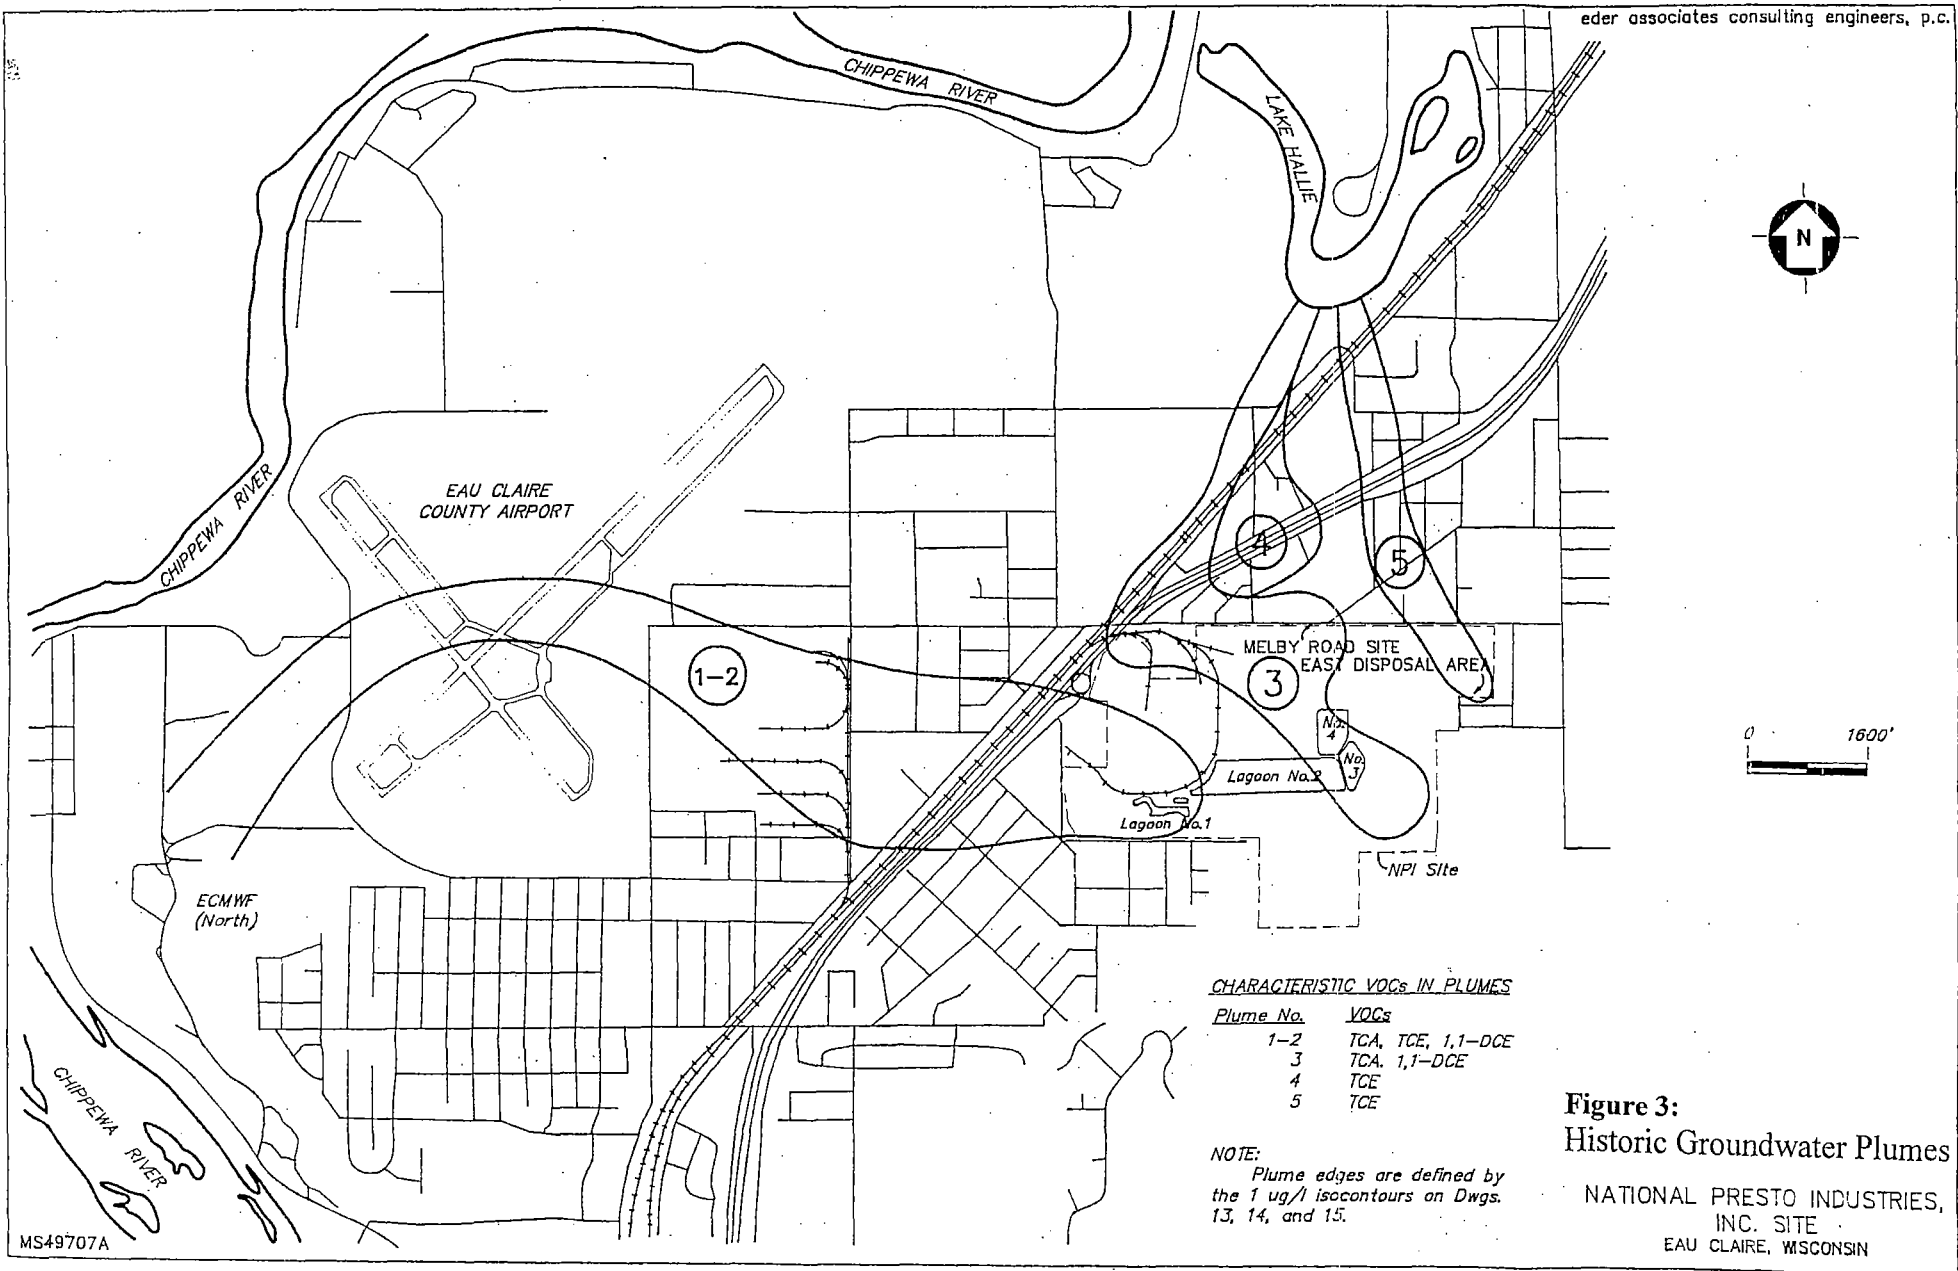 eder associates consulting engineers, p.c.
CHIPPEWA RIVER
LAKE HALLIE
N
EAU CLAIRE
COUNTY AIRPORT
CHIPPEWA RIVER
4
5
1-2
MELBY ROAD SITE
EAST DISPOSAL AREA
3
No.
4
No.
3
Lagoon No.2
Lagoon No.1
0 1600'
NPI Site
ECMWF
(North)
CHIPPEWA
RIVER
CHARACTERISTIC VOCs IN PLUMES
Plume No. VOCs
1-2 TCA, TCE, 1,1-DCE
3 TCA. 1,1-DCE
4 TCE
5 TCE
NOTE:
Plume edges are defined by
the 1 ug/l isocontours on Dwgs.
13, 14, and 15.
Figure 3:
Historic Groundwater Plumes
NATIONAL PRESTO INDUSTRIES,
INC. SITE
EAU CLAIRE, WISCONSIN
MS49707A